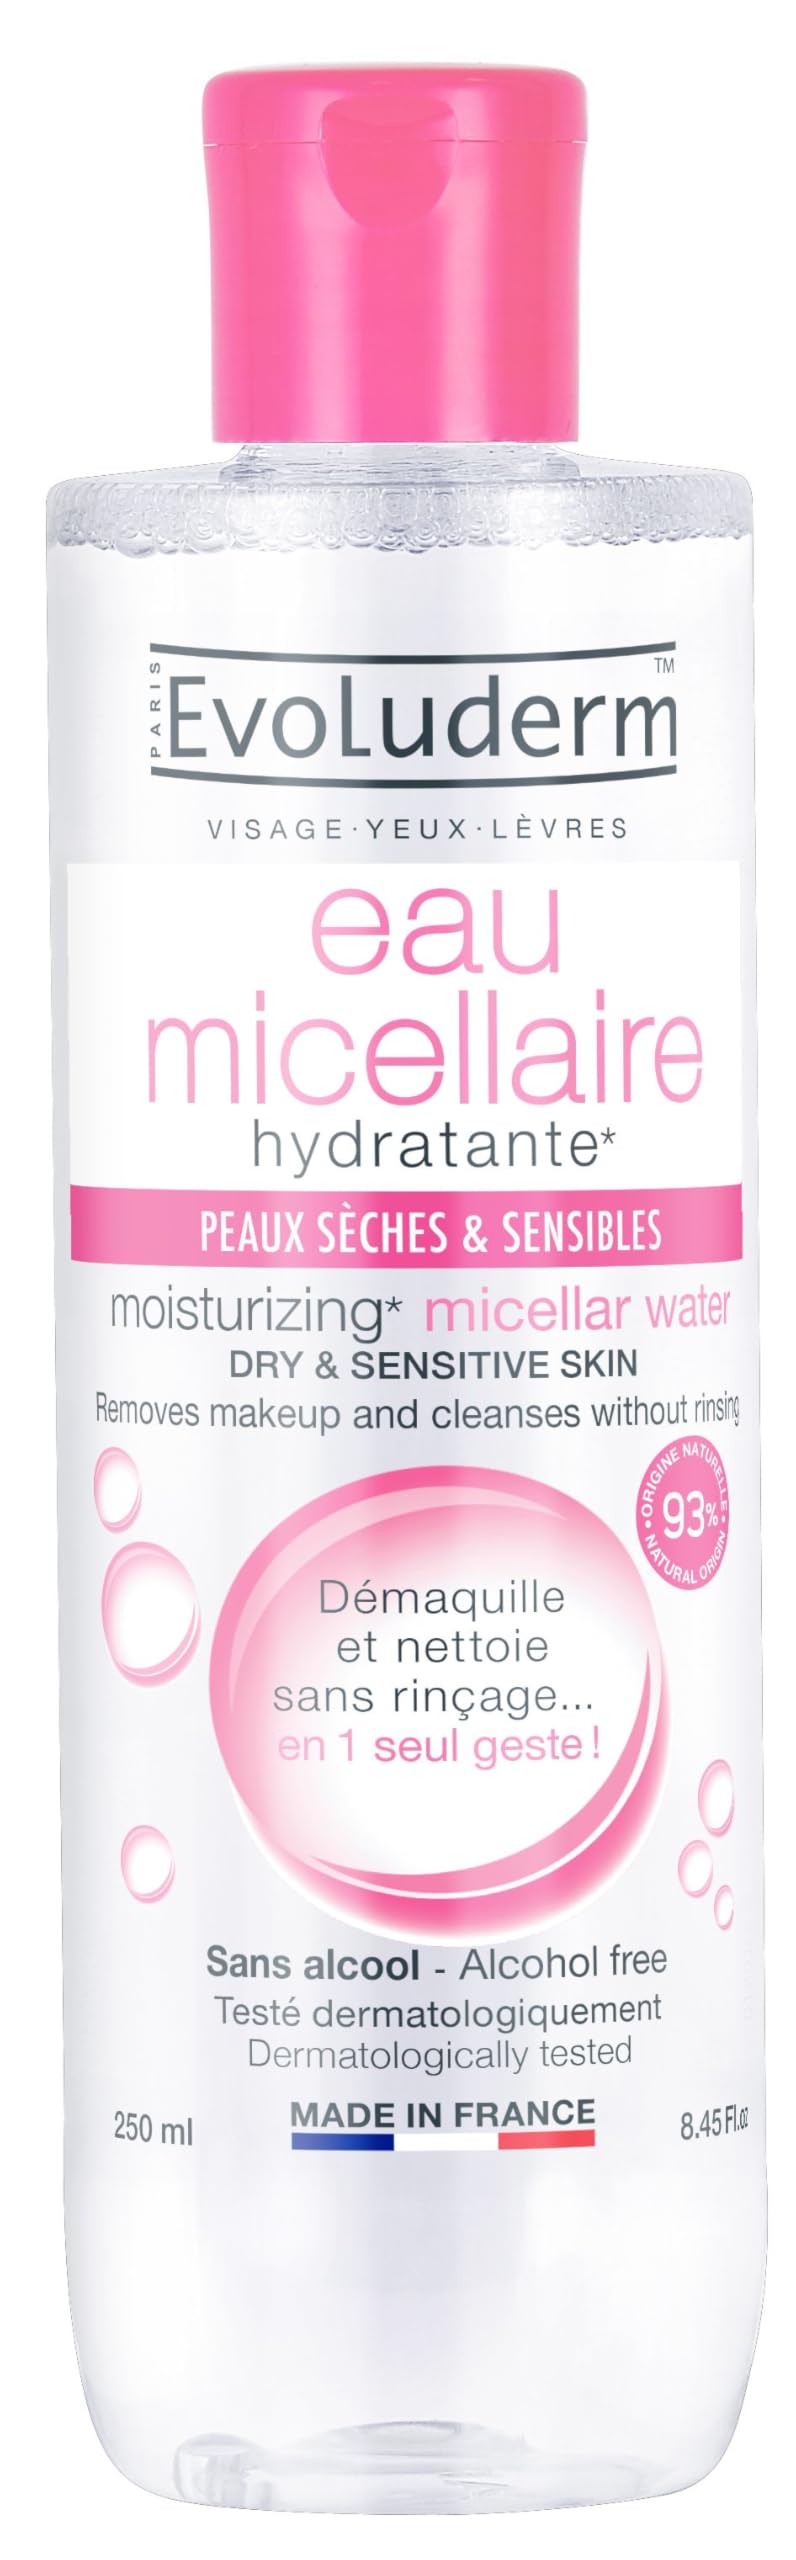 PARIS
Evoluderm™
VISAGE·YEUX·LÈVRES
eau
micellaire
hydratante*
PEAUX SÈCHES & SENSIBLES
moisturizing* micellar water
DRY & SENSITIVE SKIN
Removes makeup and cleanses without rinsing
• ORIGINE NATURELLE •
93%
NATURAL ORIGIN
Démaquille
et nettoie
sans rinçage...
en 1 seul geste !
Sans alcool - Alcohol free
Testé dermatologiquement
Dermatologically tested
MADE IN FRANCE
250 ml
8.45 Fl.oz